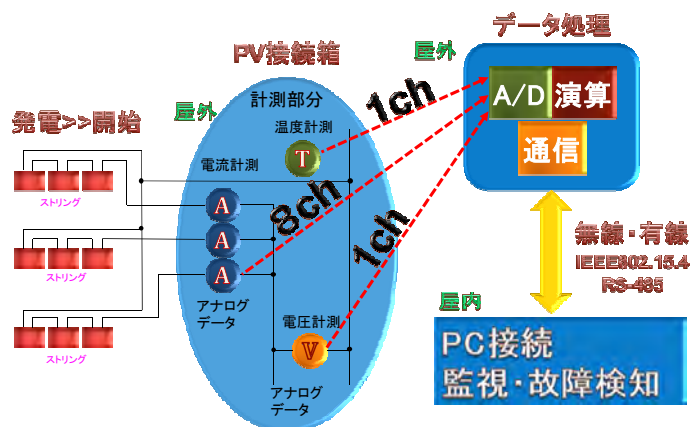 データ処理
PV接続箱
屋外
計測部分
1ch
A/D
演算
発電>>開始
屋外
温度計測
T
通信
電流計測
A
8ch
ストリング
A
1ch
無線・有線
IEEE802.15.4
RS-485
A
ストリング
アナログ
データ
屋内
電圧計測
V
PC接続
監視・故障検知
ストリング
アナログ
データ